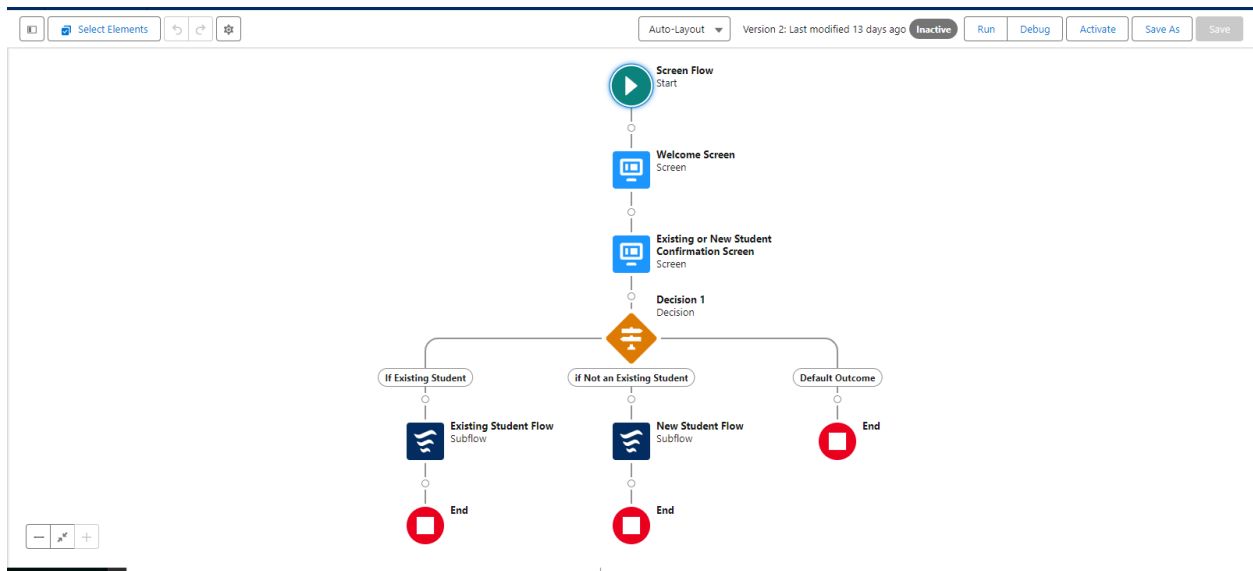 Select Elements
Auto-Layout
Version 2: Last modified 13 days ago
Inactive
Run
Debug
Activate
Save As
Save
Screen Flow
Start
Welcome Screen
Screen
Existing or New Student
Confirmation Screen
Screen
Decision 1
Decision
If Existing Student
if Not an Existing Student
Default Outcome
Existing Student Flow
Subflow
New Student Flow
Subflow
End
End
End